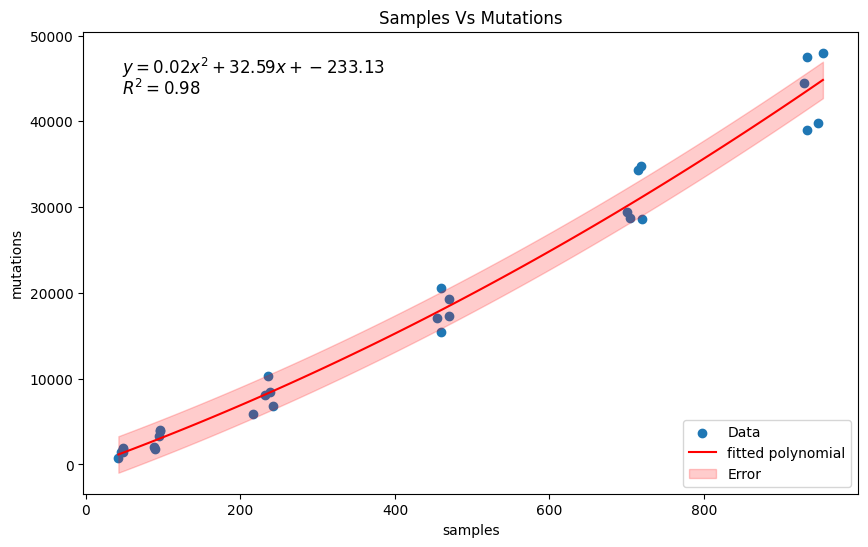 Samples Vs Mutations
y = 0.02x² + 32.59x + − 233.13
R² = 0.98
50000
40000
30000
20000
10000
0
mutations
0 200 400 600 800
samples
Data
fitted polynomial
Error